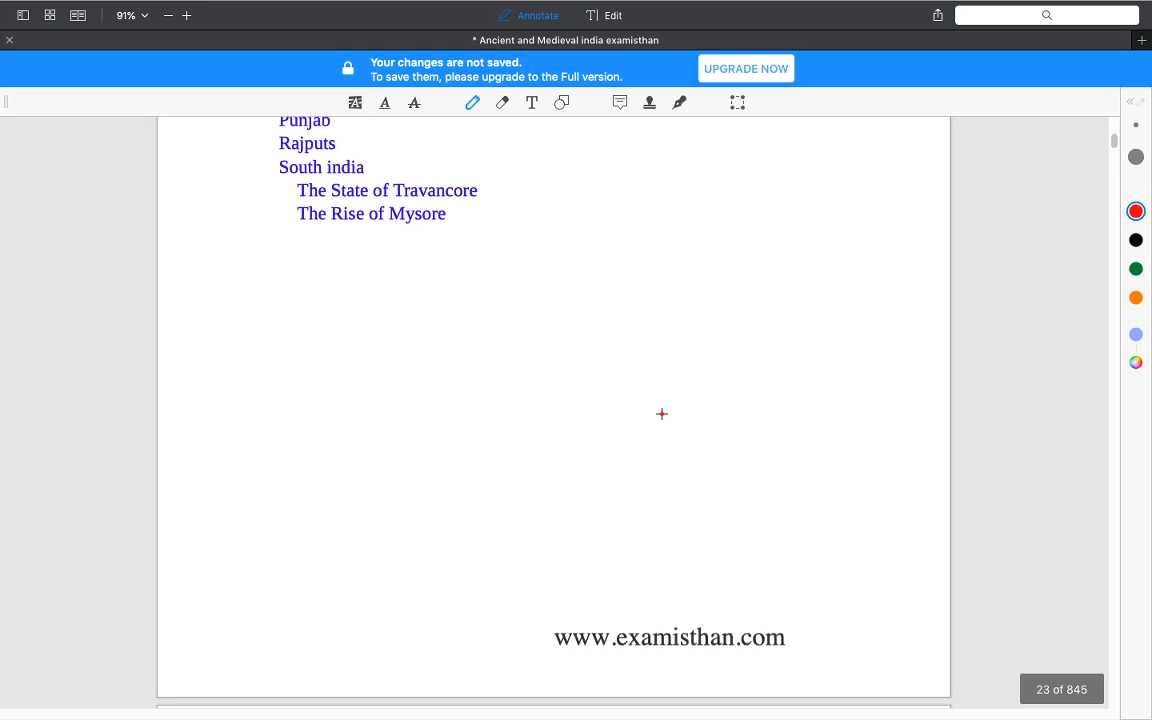 91%
Annotate
T Edit
* Ancient and Medieval india examisthan
Your changes are not saved.
To save them, please upgrade to the Full version.
UPGRADE NOW
A A A T
Punjab
Rajputs
South india
The State of Travancore
The Rise of Mysore
www.examisthan.com
23 of 845